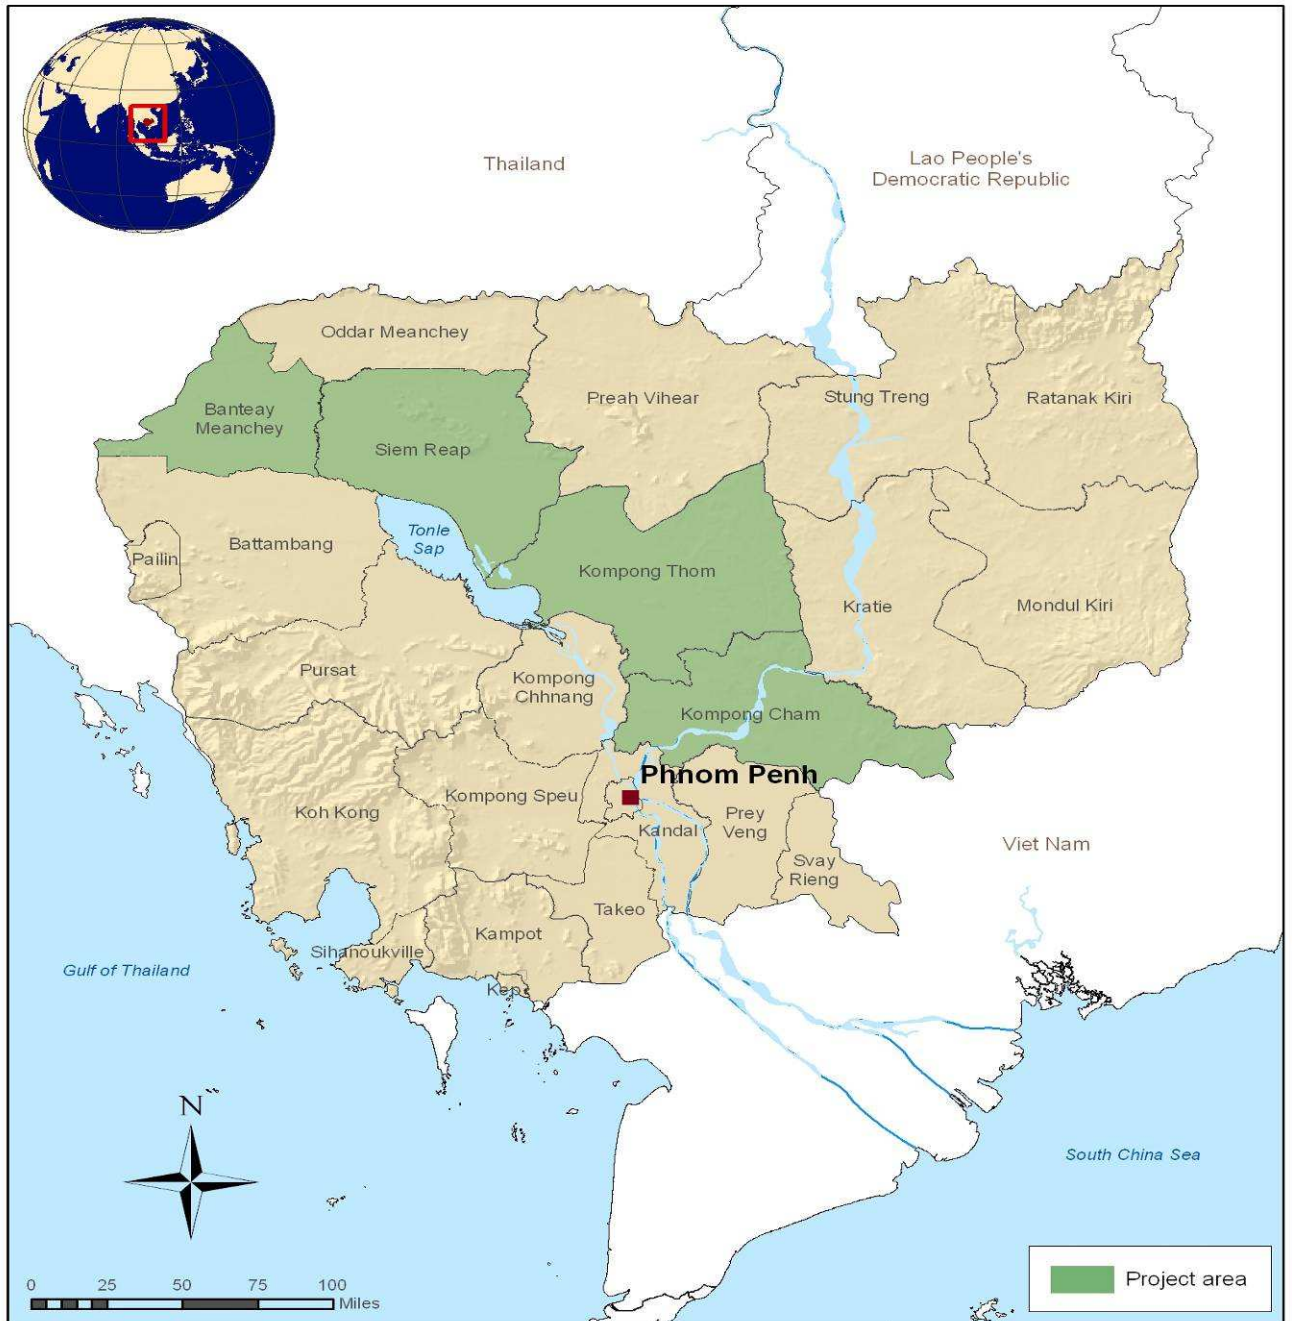 Thailand
Lao People's
Democratic Republic
Oddar Meanchey
Banteay
Meanchey
Siem Reap
Preah Vihear
Stung Treng
Ratanak Kiri
Tonle
Sap
Battambang
Pailin
Kompong Thom
Kratie
Mondul Kiri
Pursat
Kompong
Chhnang
Kompong Cham
Phnom Penh
Kompong Speu
Koh Kong
Kandal
Prey
Veng
Svay
Rieng
Viet Nam
Takeo
Kampot
Sihanoukville
Kep
Gulf of Thailand
South China Sea
N
0 25 50 75 100
Miles
Project area